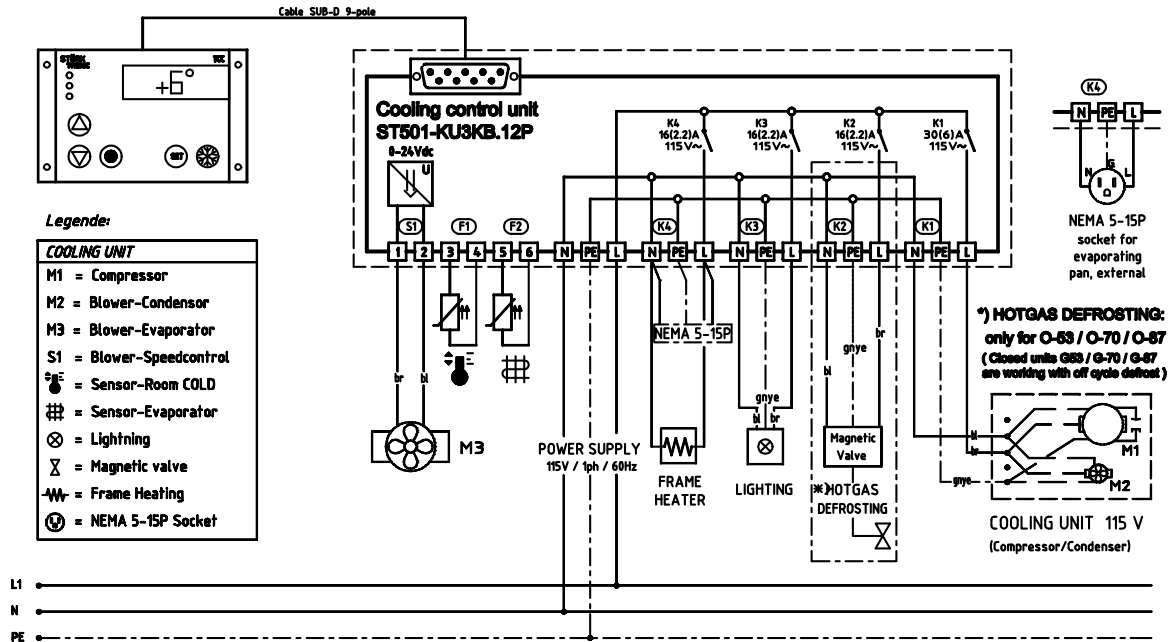 Cable SUB-D 9-pole
STÖRK
TRONIC
+6°
SET
Cooling control unit
ST501-KU3KB.12P
0-24Vdc
U
K4
16(2.2)A
115V~
K3
16(2.2)A
115V~
K2
16(2.2)A
115V~
K1
30(6)A
115V~
S1
F1
F2
K4
K3
K2
K1
1 2 3 4 5 6 N PE L N PE L N PE L N PE L N PE L
K4
N PE L
N G L
NEMA 5-15P
socket for
evaporating
pan, external
Legende:
COOLING UNIT
M1 = Compressor
M2 = Blower-Condensor
M3 = Blower-Evaporator
S1 = Blower-Speedcontrol
= Sensor-Room COLD
= Sensor-Evaporator
= Lightning
= Magnetic valve
= Frame Heating
= NEMA 5-15P Socket
br
bl
M3
POWER SUPPLY
115V / 1ph / 60Hz
NEMA 5-15P
FRAME
HEATER
gnye
bl
br
LIGHTING
bl
gnye
br
Magnetic
Valve
*)HOTGAS
DEFROSTING
*) HOTGAS DEFROSTING:
only for O-53 / O-70 / O-87
( Closed units G53 / G-70 / G-87
are working with off cycle defrost )
bl
br
gnye
M1
M2
COOLING UNIT 115 V
(Compressor/Condenser)
L1
N
PE